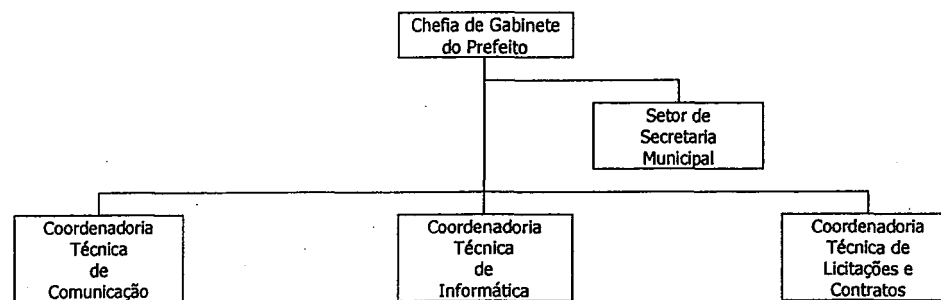 Chefia de Gabinete
do Prefeito
Setor de
Secretaria
Municipal
Coordenadoria
Técnica
de
Comunicação
Coordenadoria
Técnica
de
Informática
Coordenadoria
Técnica de
Licitações e
Contratos